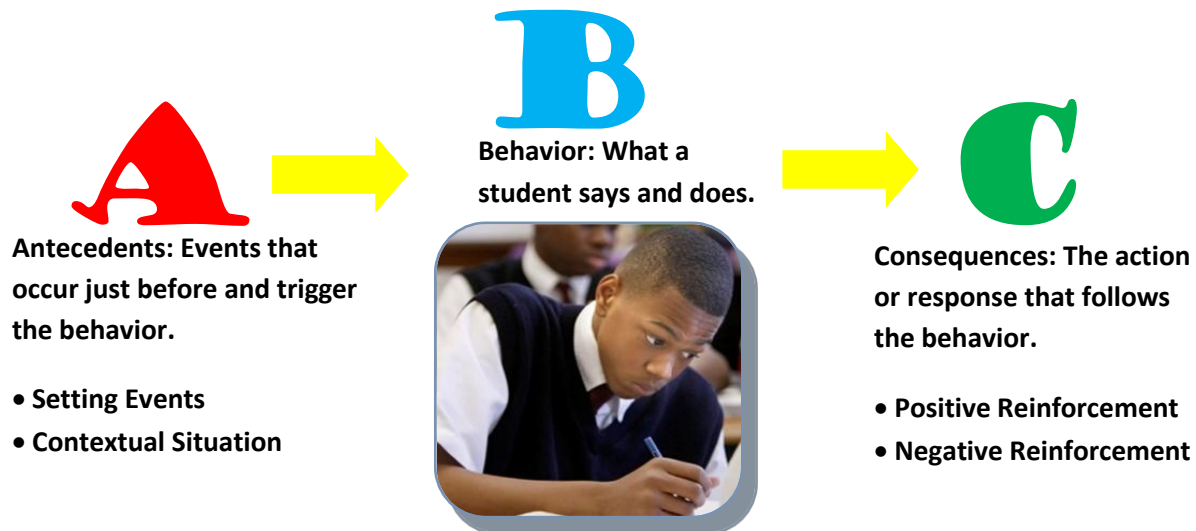 A
Antecedents: Events that
occur just before and trigger
the behavior.
• Setting Events
• Contextual Situation
B
Behavior: What a
student says and does.
C
Consequences: The action
or response that follows
the behavior.
• Positive Reinforcement
• Negative Reinforcement